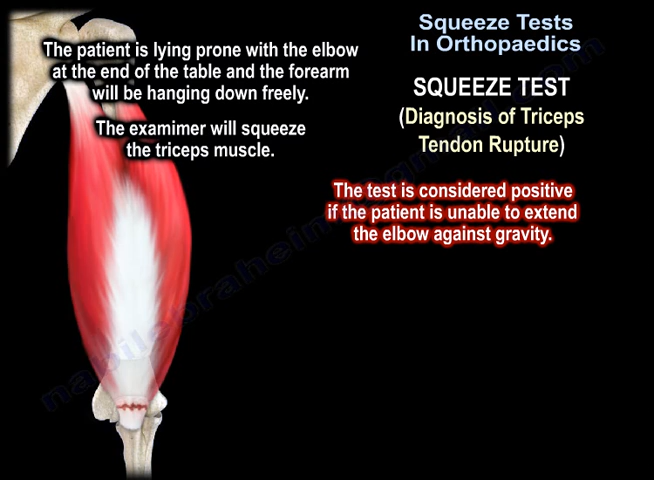 Squeeze Tests
In Orthopaedics
The patient is lying prone with the elbow
at the end of the table and the forearm
will be hanging down freely.
The examimer will squeeze
the triceps muscle.
SQUEEZE TEST
(Diagnosis of Triceps
Tendon Rupture)
The test is considered positive
if the patient is unable to extend
the elbow against gravity.